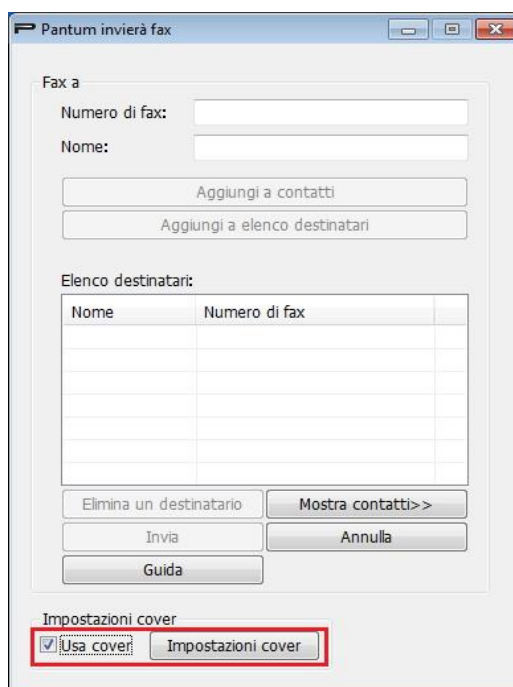 Pantum invierà fax
Fax a
Numero di fax:
Nome:
Aggiungi a contatti
Aggiungi a elenco destinatari
Elenco destinatari:
Nome Numero di fax
Elimina un destinatario Mostra contatti>>
Invia Annulla
Guida
Impostazioni cover
Usa cover Impostazioni cover